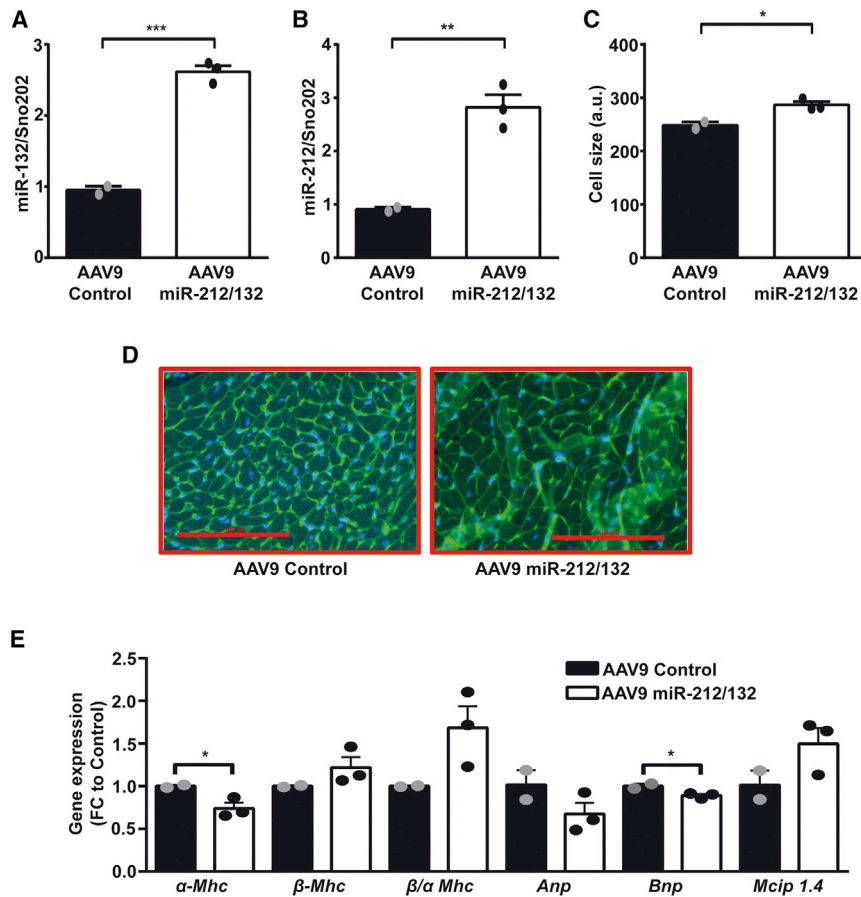 A
B
C
***
**
*
miR-132/Sno202
3
2
1
0
AAV9 Control
AAV9 miR-212/132
miR-212/Sno202
4
3
2
1
0
AAV9 Control
AAV9 miR-212/132
Cell size (a.u.)
400
300
200
100
0
AAV9 Control
AAV9 miR-212/132
D
AAV9 Control
AAV9 miR-212/132
E
Gene expression
(FC to Control)
2.5
2.0
1.5
1.0
0.5
0.0
AAV9 Control
AAV9 miR-212/132
*
*
α-Mhc
β-Mhc
β/α Mhc
Anp
Bnp
Mcip 1.4